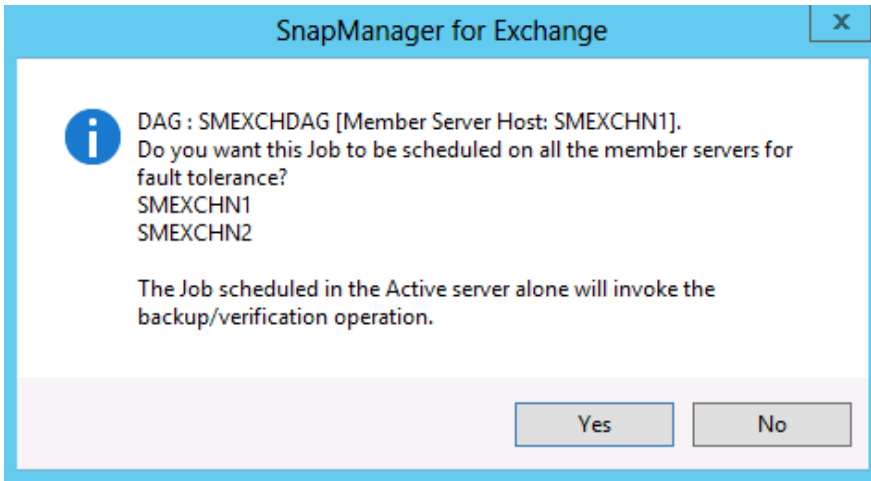 SnapManager for Exchange
x
DAG : SMEXCHDAG [Member Server Host: SMEXCHN1].
Do you want this Job to be scheduled on all the member servers for
fault tolerance?
SMEXCHN1
SMEXCHN2
The Job scheduled in the Active server alone will invoke the
backup/verification operation.
Yes
No